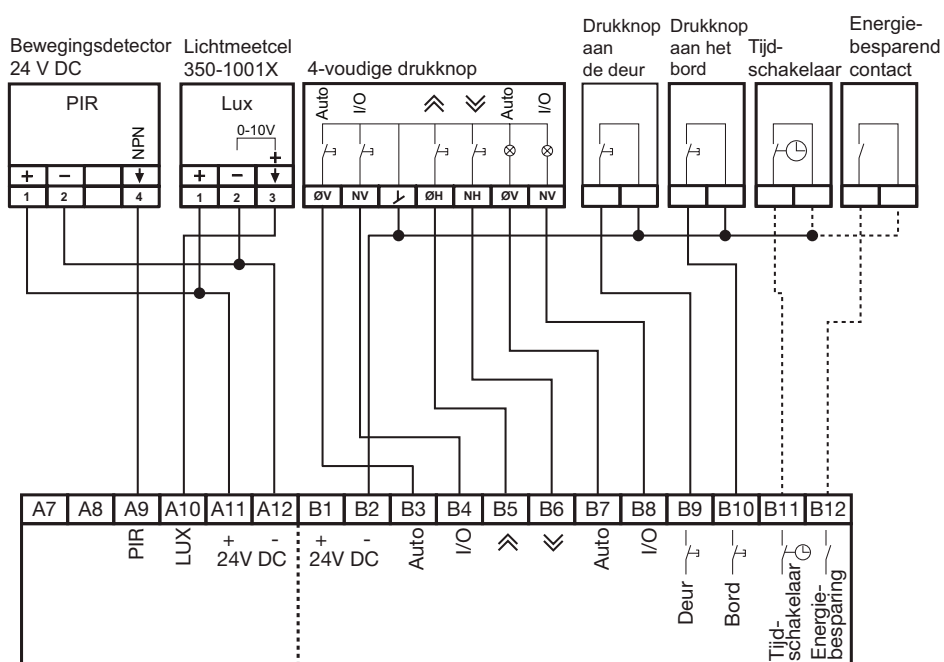 Bewegingsdetector
24 V DC
Lichtmeetcel
350-1001X
4-voudige drukknop
Drukknop
aan
de deur
Drukknop
aan het
bord
Tijd-
schakelaar
Energie-
besparend
contact
PIR
NPN
+ −
1 2 4
Lux
0-10V
+
+ −
1 2 3
Auto I/O Auto I/O
ØV NV ØH NH ØV NV
A7 A8 A9 A10 A11 A12 B1 B2 B3 B4 B5 B6 B7 B8 B9 B10 B11 B12
PIR
LUX
+ -
24V DC
+ -
24V DC
Auto
I/O
Auto
I/O
Deur
Bord
Tijd-
schakelaar
Energie-
besparing